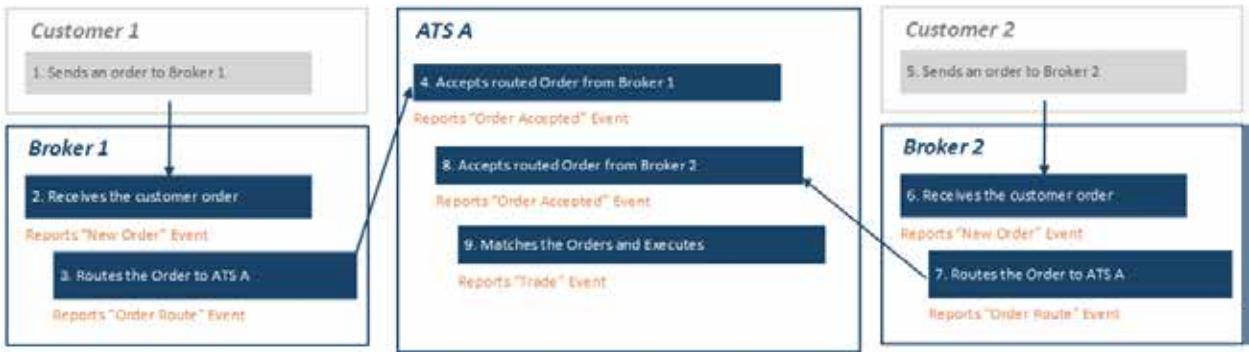 Customer 1
1. Sends an order to Broker 1
Broker 1
2. Receives the customer order
Reports "New Order" Event
3. Routes the Order to ATS A
Reports "Order Route" Event
ATS A
4. Accepts routed Order from Broker 1
Reports "Order Accepted" Event
8. Accepts routed Order from Broker 2
Reports "Order Accepted" Event
9. Matches the Orders and Executes
Reports "Trade" Event
Customer 2
5. Sends an order to Broker 2
Broker 2
6. Receives the customer order
Reports "New Order" Event
7. Routes the Order to ATS A
Reports "Order Route" Event